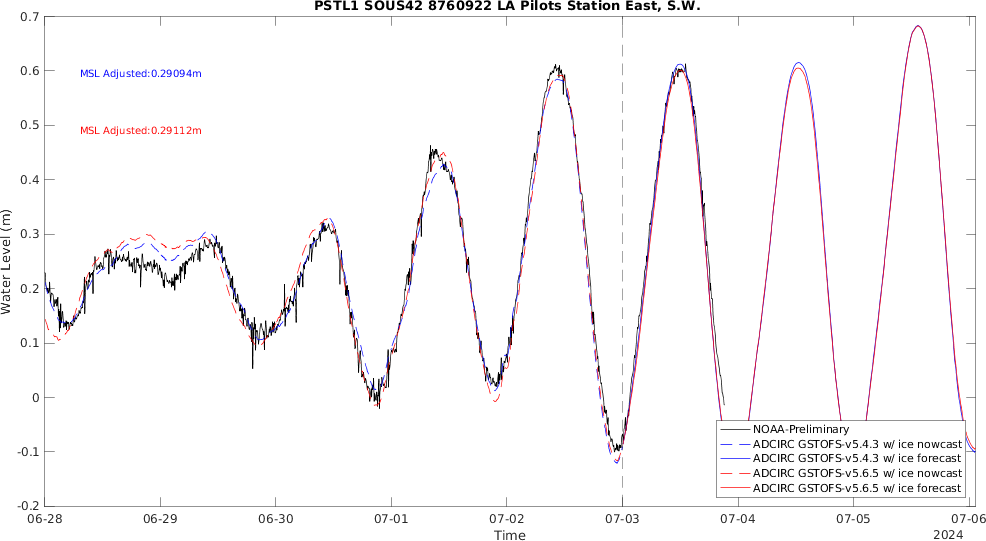 PSTL1 SOUS42 8760922 LA Pilots Station East, S.W.
0.7
0.6
0.5
0.4
0.3
0.2
0.1
0
-0.1
-0.2
Water Level (m)
MSL Adjusted:0.29094m
MSL Adjusted:0.29112m
NOAA-Preliminary
ADCIRC GSTOFS-v5.4.3 w/ ice nowcast
ADCIRC GSTOFS-v5.4.3 w/ ice forecast
ADCIRC GSTOFS-v5.6.5 w/ ice nowcast
ADCIRC GSTOFS-v5.6.5 w/ ice forecast
06-28 06-29 06-30 07-01 07-02 07-03 07-04 07-05 07-06
Time
2024